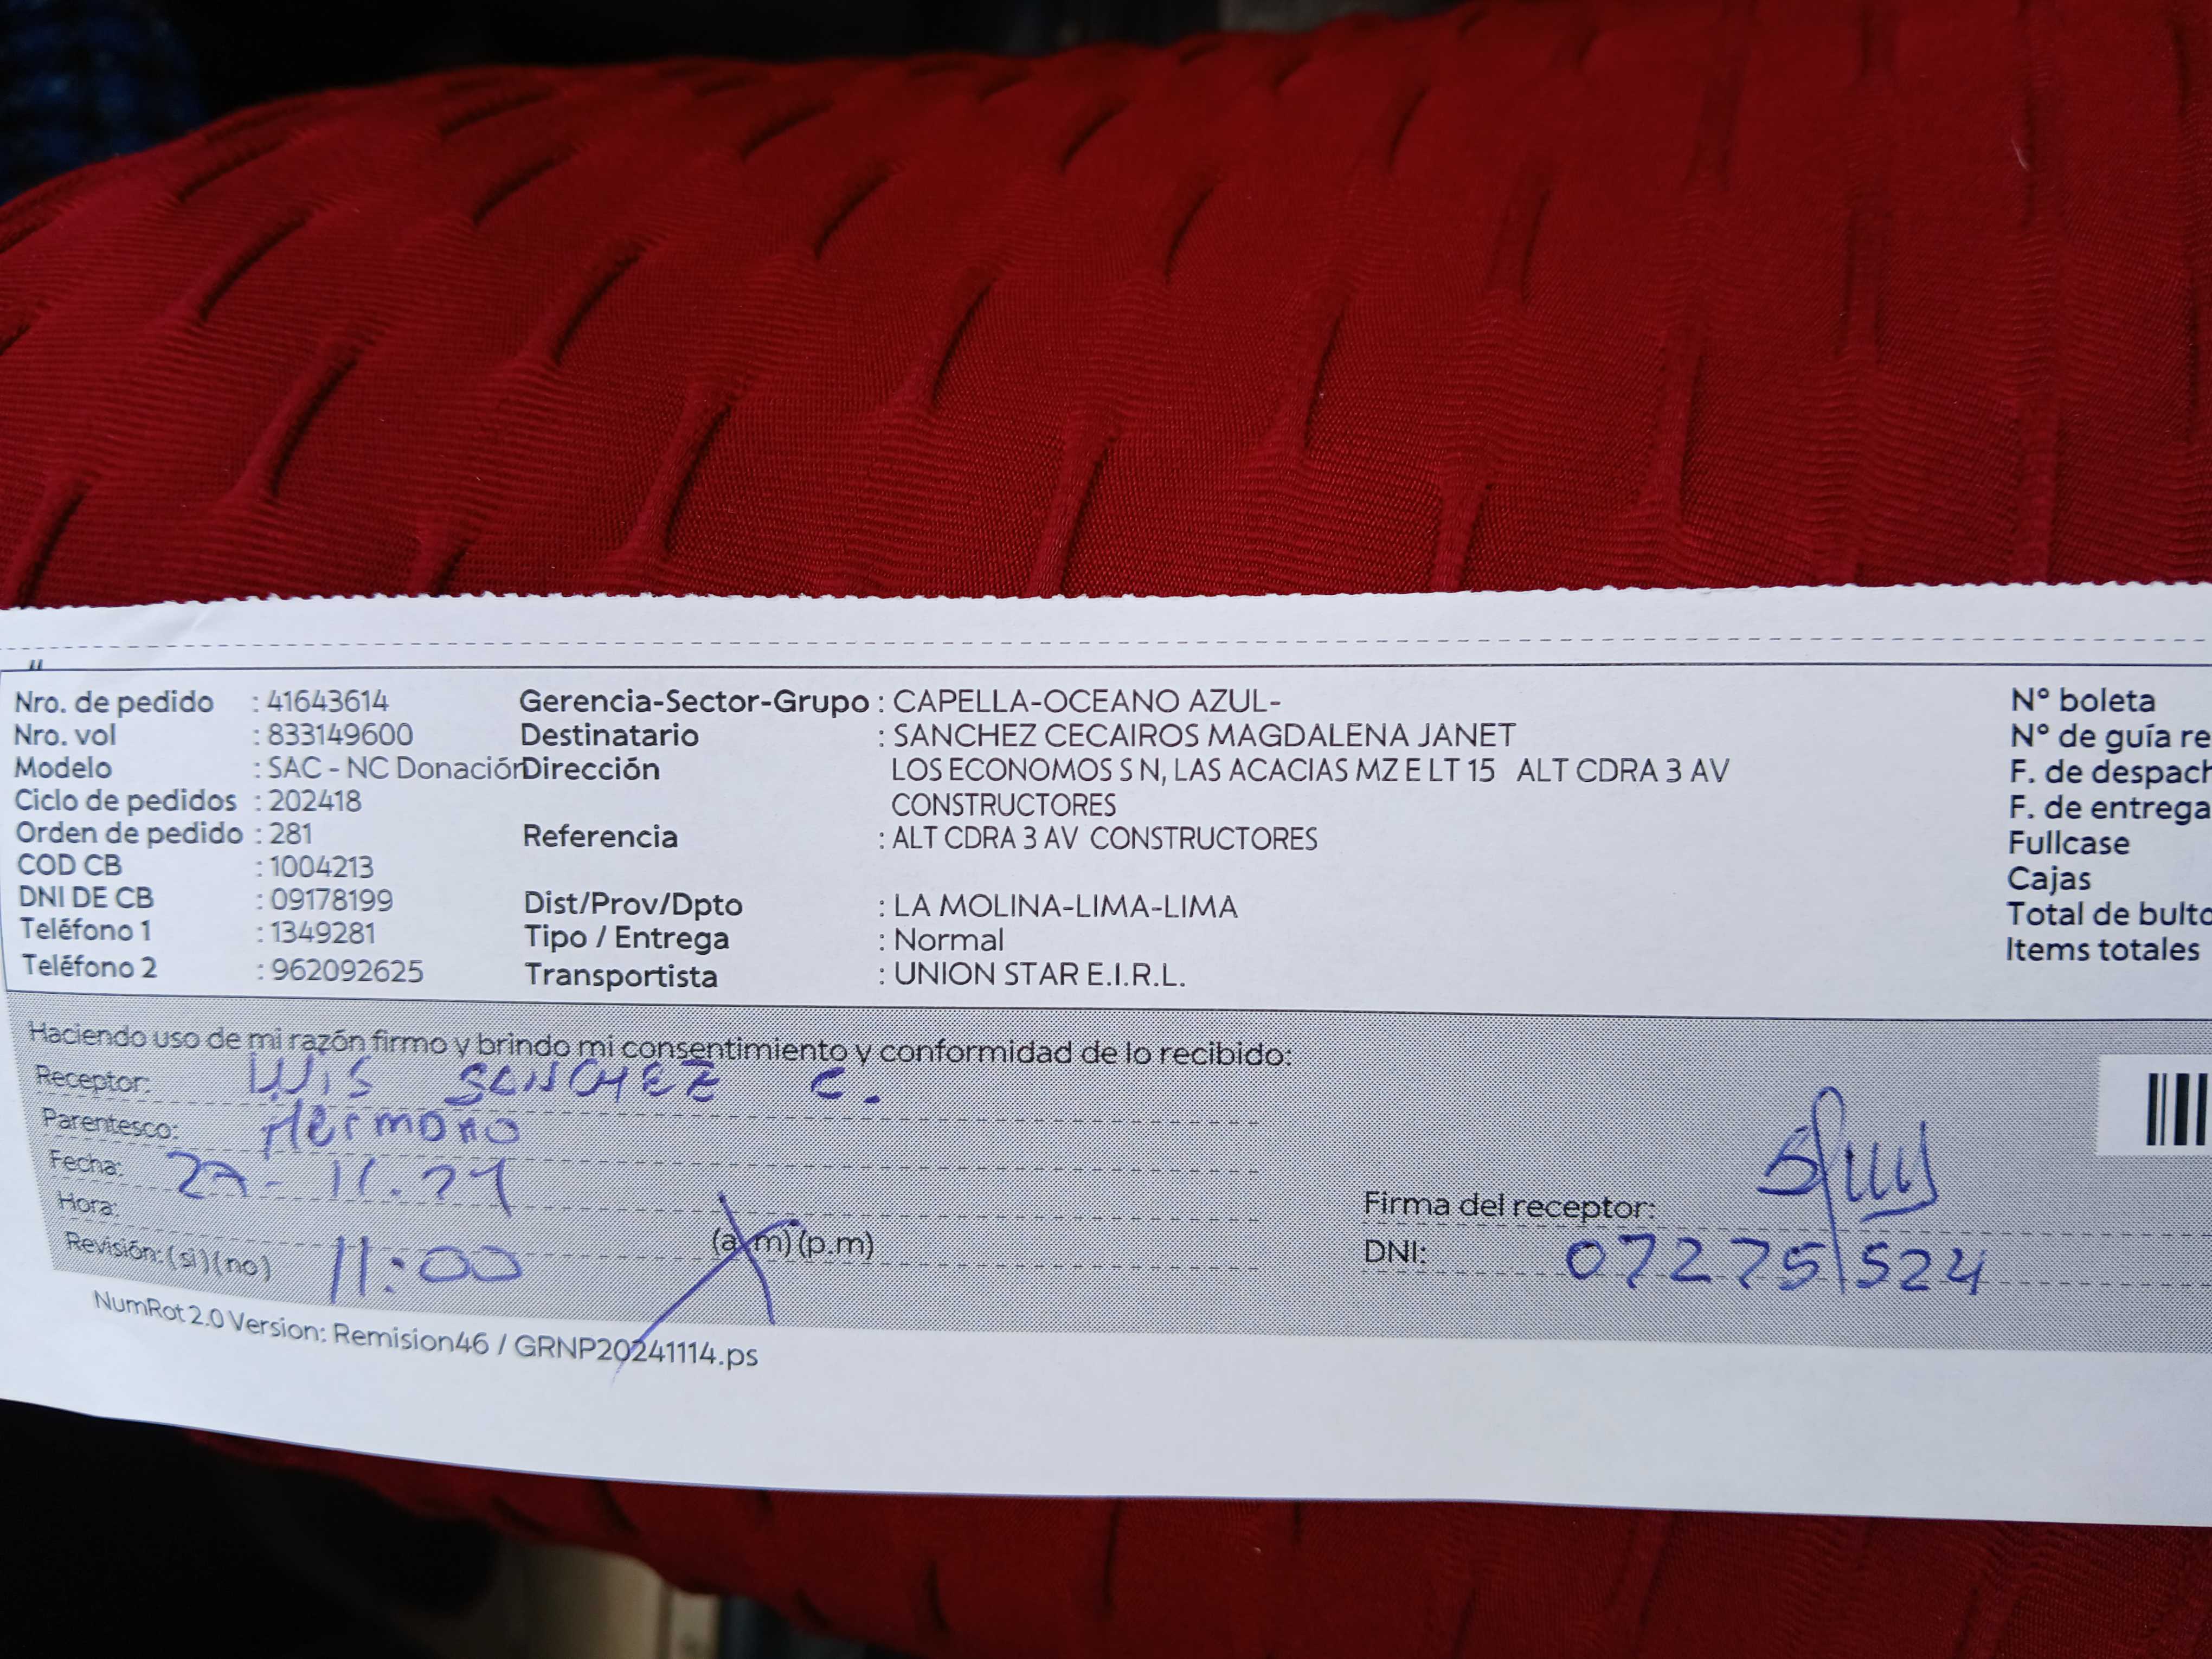 Nro. de pedido : 41643614 Gerencia-Sector-Grupo : CAPELLA-OCEANO AZUL- N° boleta
Nro. vol : 833149600 Destinatario : SANCHEZ CECAIROS MAGDALENA JANET N° de guía re
Modelo : SAC - NC Donación Dirección LOS ECONOMOS S N, LAS ACACIAS MZ E LT 15 ALT CDRA 3 AV F. de despach
Ciclo de pedidos : 202418 CONSTRUCTORES F. de entrega
Orden de pedido : 281 Referencia : ALT CDRA 3 AV CONSTRUCTORES Fullcase
COD CB : 1004213 Cajas
DNI DE CB : 09178199 Dist/Prov/Dpto : LA MOLINA-LIMA-LIMA Total de bulto
Teléfono 1 : 1349281 Tipo / Entrega : Normal Items totales
Teléfono 2 : 962092625 Transportista : UNION STAR E.I.R.L.
Haciendo uso de mi razón firmo y brindo mi consentimiento y conformidad de lo recibido:
Receptor: LUIS SANCHEZ C.
Parentesco: Hermano
Fecha: 27-11.24
Hora: (a.m)(p.m) Firma del receptor:
Revisión:(si)(no) 11:00 DNI: 07275524
NumRot 2.0 Version: Remision46 / GRNP20241114.ps